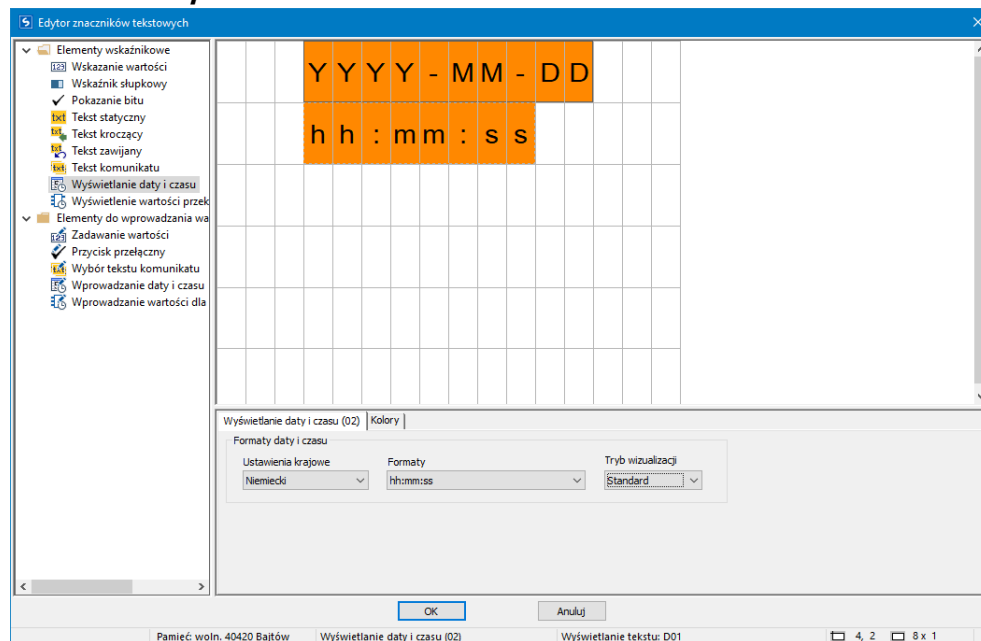 Edytor znaczników tekstowych
Elementy wskaźnikowe
Wskazanie wartości
Wskaźnik słupkowy
Pokazanie bitu
Tekst statyczny
Tekst kroczący
Tekst zawijany
Tekst komunikatu
Wyświetlanie daty i czasu
Wyświetlenie wartości przek
Elementy do wprowadzania wa
Zadawanie wartości
Przycisk przełączny
Wybór tekstu komunikatu
Wprowadzanie daty i czasu
Wprowadzanie wartości dla
YYYY-MM-DD
hh:mm:ss
Wyświetlanie daty i czasu (02) Kolory
Formaty daty i czasu
Ustawienia krajowe Formaty Tryb wizualizacji
Niemiecki hh:mm:ss Standard
OK Anuluj
Pamięć: woln. 40420 Bajtów Wyświetlanie daty i czasu (02) Wyświetlanie tekstu: D01 4, 2 8 x 1